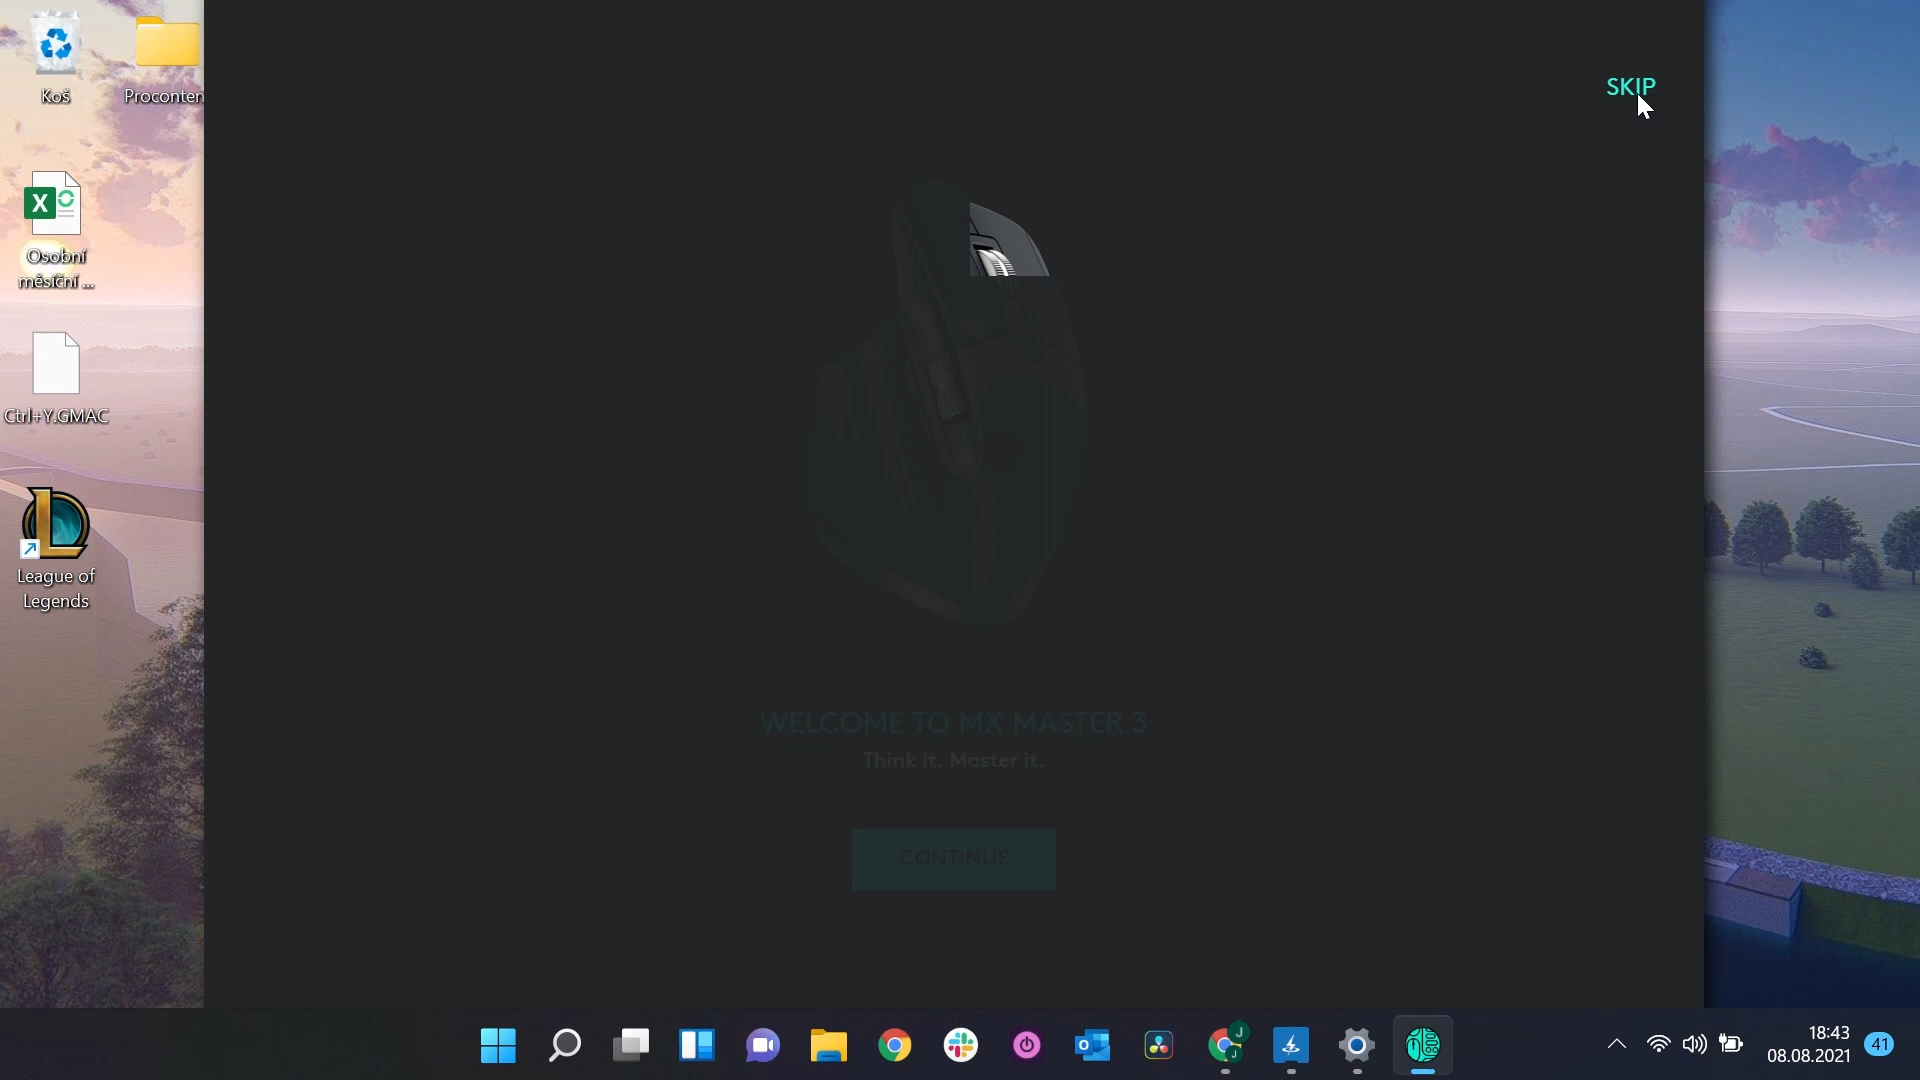 Koš
Proconten
SKIP
Osobní
měsíční ...
Ctrl+Y.GMAC
League of
Legends
WELCOME TO MX MASTER 3
Think it. Master it.
CONTINUE
18:43
08.08.2021
41